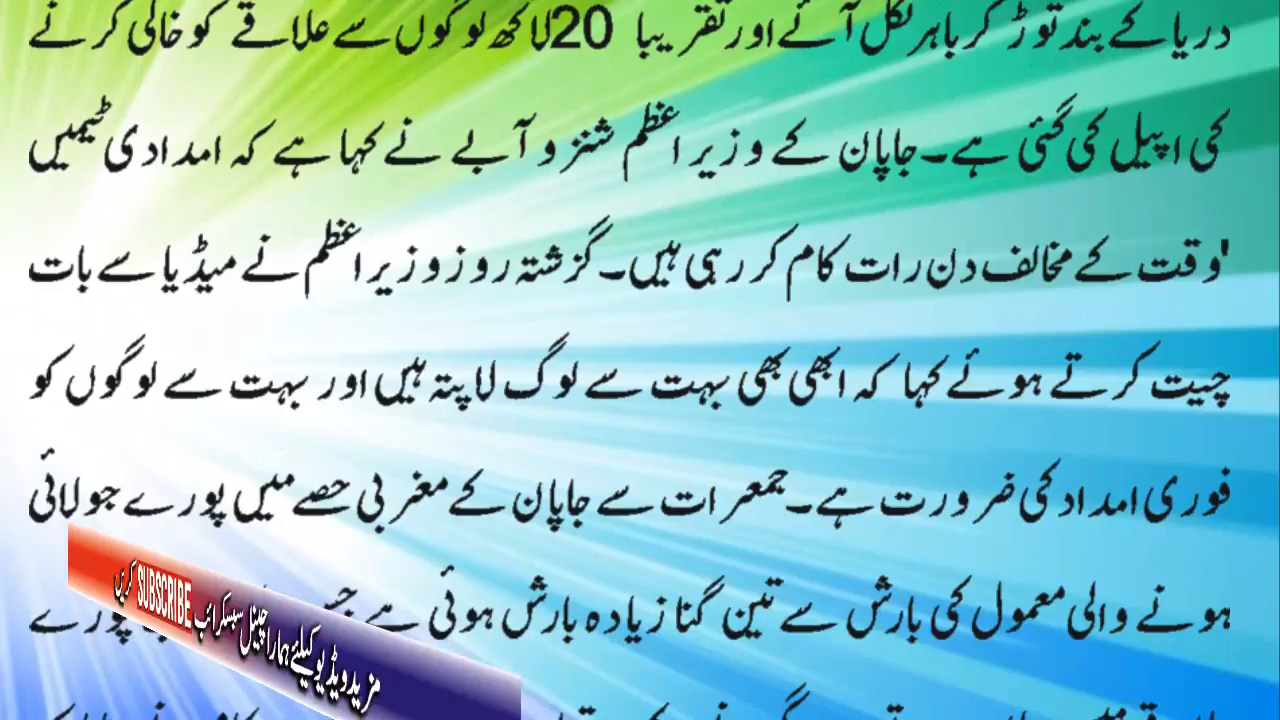 دریا کے بند توڑ کر باہر نکل آئے اور تقریبا 20لاکھ لوگوں سے علاقے کو خالی کرنے
کی اپیل کی گئی ہے۔ جاپان کے وزیر اعظم شنزو آبے نے کہا ہے کہ امدادی ٹیمیں
'وقت کے مخالف دن رات کام کر رہی ہیں۔ گزشتہ روز وزیر اعظم نے میڈیا سے بات
چیت کرتے ہوئے کہا کہ ابھی بھی بہت سے لوگ لاپتہ ہیں اور بہت سے لوگوں کو
فوری امداد کی ضرورت ہے۔ جمعرات سے جاپان کے مغربی حصے میں پورے جولائی
ہونے والی معمول کی بارش سے تین گنا زیادہ بارش ہوئی ہے پورے
مزید ویڈیو کیلئے ہمارا چینل سبسکرائب SUBSCRIBE کریں